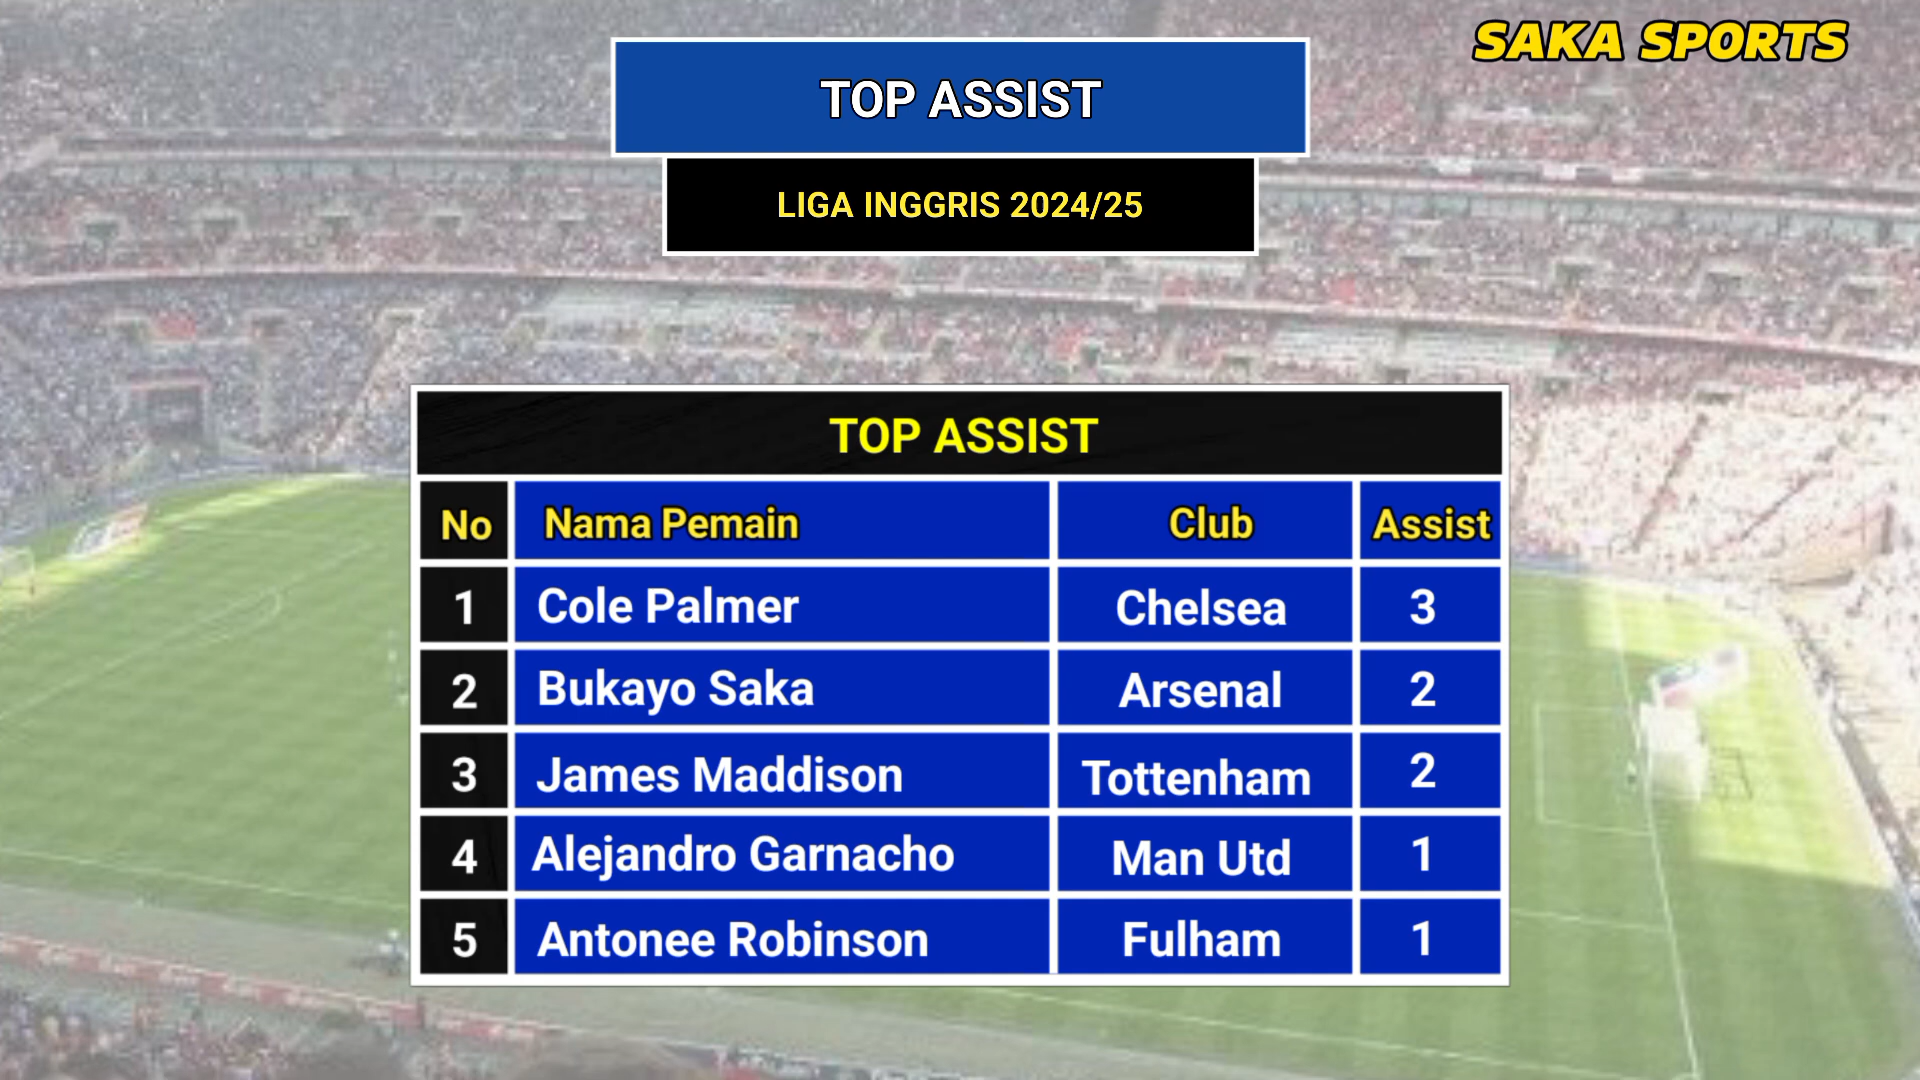 SAKA SPORTS
TOP ASSIST
LIGA INGGRIS 2024/25
TOP ASSIST
No Nama Pemain Club Assist
1 Cole Palmer Chelsea 3
2 Bukayo Saka Arsenal 2
3 James Maddison Tottenham 2
4 Alejandro Garnacho Man Utd 1
5 Antonee Robinson Fulham 1